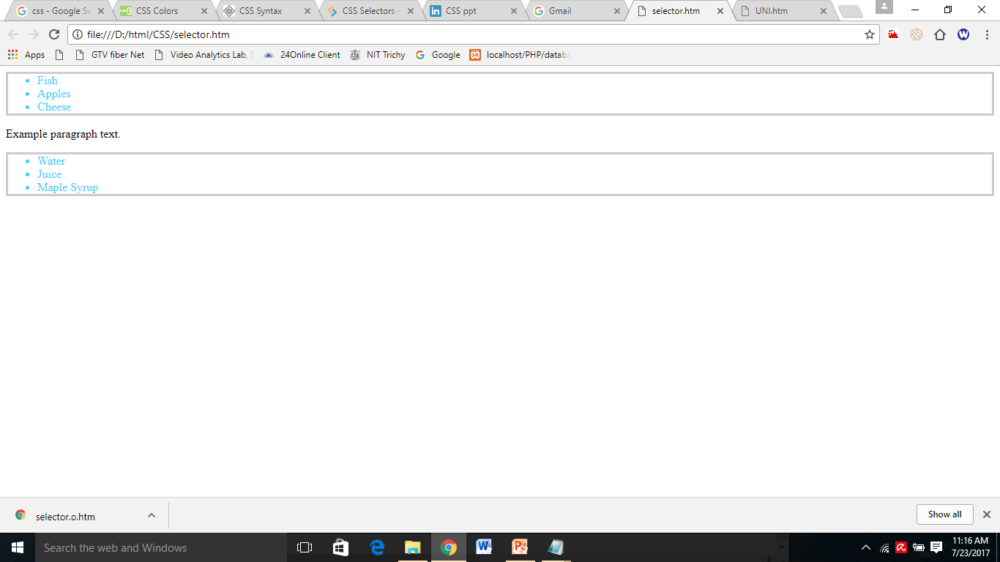 css - Google Se CSS Colors CSS Syntax CSS Selectors - CSS ppt Gmail selector.htm UNI.htm
file:///D:/html/CSS/selector.htm
Apps GTV fiber Net Video Analytics Lab, 24Online Client NIT Trichy Google localhost/PHP/datab
Fish
Apples
Cheese
Example paragraph text.
Water
Juice
Maple Syrup
selector.o.htm Show all
Search the web and Windows 11:16 AM
7/23/2017